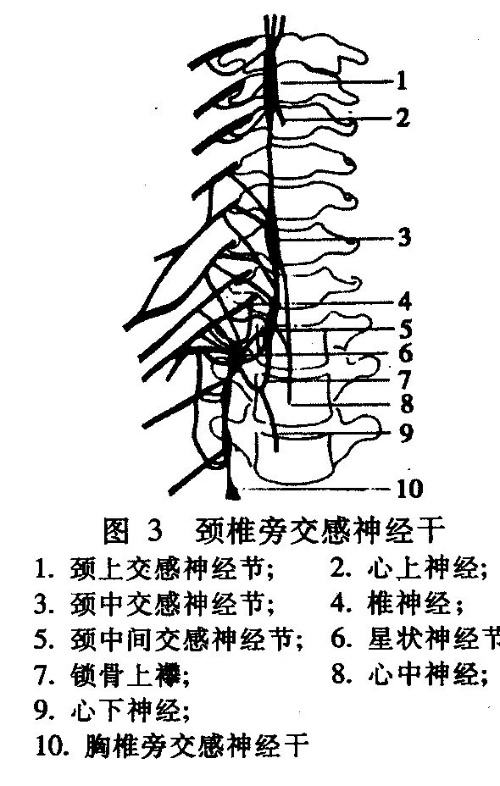 1
2
3
4
5
6
7
8
9
10
图 3 颈椎旁交感神经干
1. 颈上交感神经节; 2. 心上神经;
3. 颈中交感神经节; 4. 椎神经;
5. 颈中间交感神经节; 6. 星状神经节
7. 锁骨上襻; 8. 心中神经;
9. 心下神经;
10. 胸椎旁交感神经干